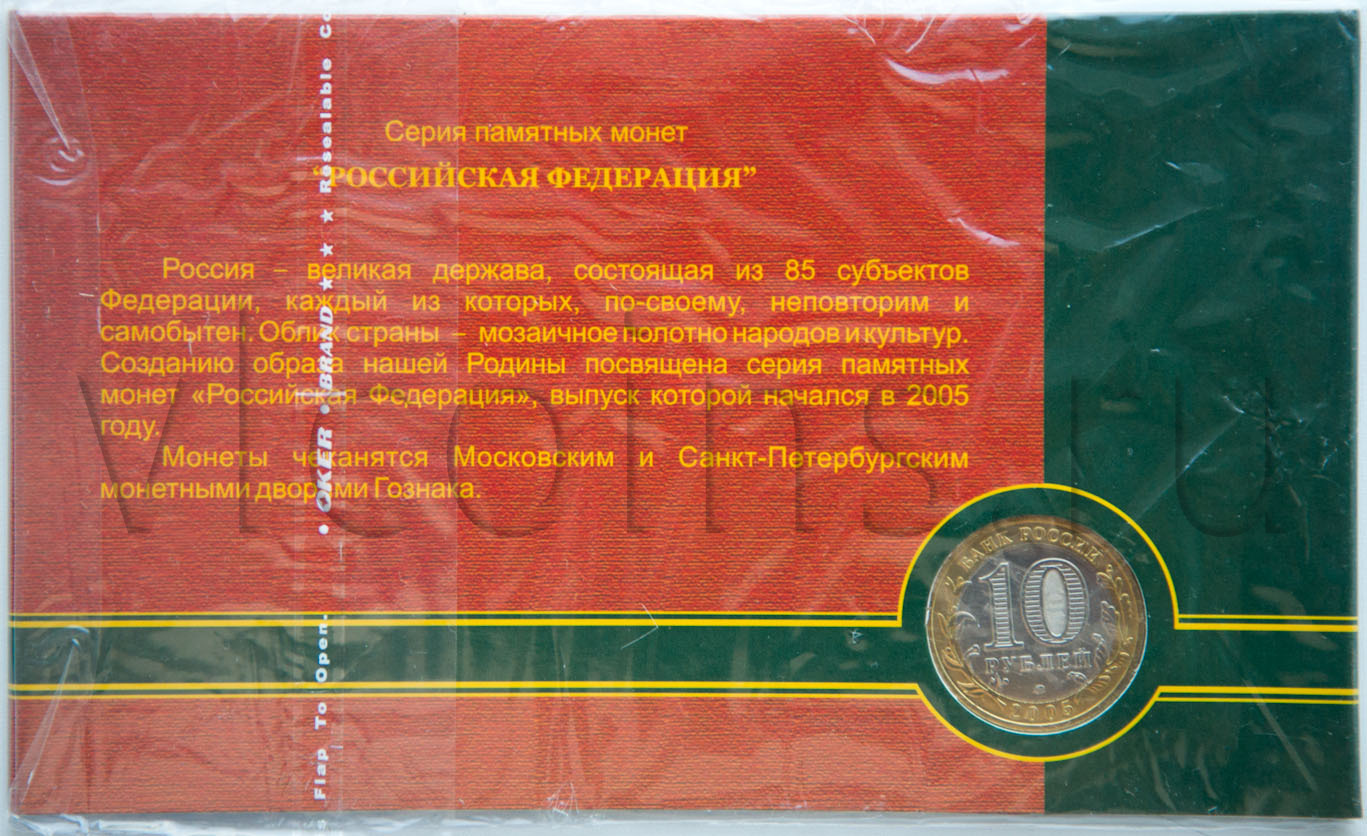 Серия памятных монет
“РОССИЙСКАЯ ФЕДЕРАЦИЯ”
Россия – великая держава, состоящая из 85 субъектов
Федерации, каждый из которых, по-своему, неповторим и
самобытен. Облик страны – мозаичное полотно народов и культур.
Созданию образа нашей Родины посвящена серия памятных
монет «Российская Федерация», выпуск которой начался в 2005
году.
Монеты чеканятся Московским и Санкт-Петербургским
монетными дворами Гознака.
Flap To Open. • OKER • BRAND ★ ★ ★ Resealable
vlcoins.ru
БАНК РОССИИ
10
РУБЛЕЙ
2005